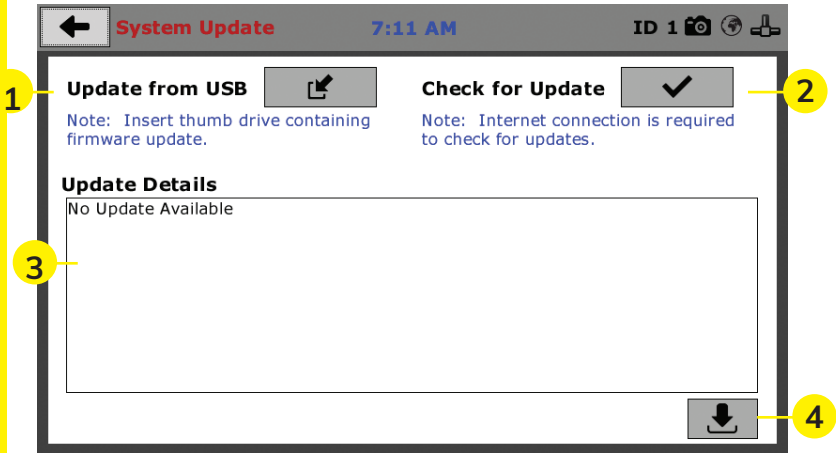 System Update 7:11 AM ID 1
1 Update from USB Check for Update 2
Note: Insert thumb drive containing
firmware update.
Note: Internet connection is required
to check for updates.
Update Details
No Update Available
3
4